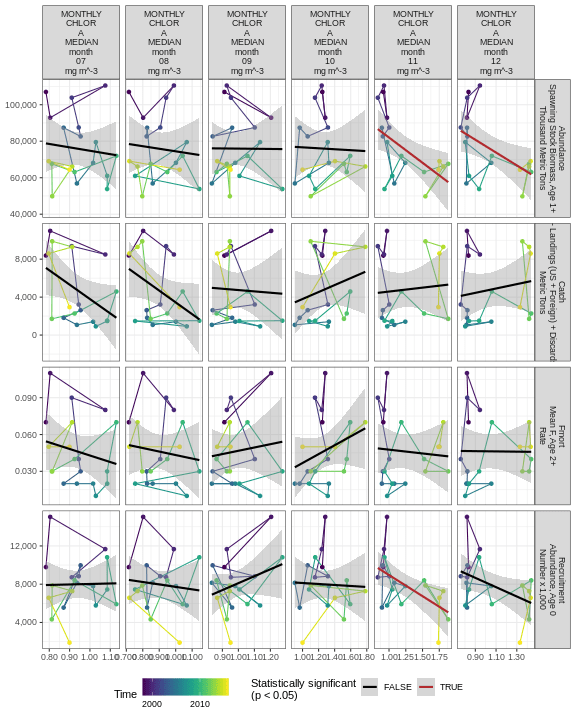 MONTHLY CHLOR A MEDIAN month 07 mg m^-3
MONTHLY CHLOR A MEDIAN month 08 mg m^-3
MONTHLY CHLOR A MEDIAN month 09 mg m^-3
MONTHLY CHLOR A MEDIAN month 10 mg m^-3
MONTHLY CHLOR A MEDIAN month 11 mg m^-3
MONTHLY CHLOR A MEDIAN month 12 mg m^-3
100,000
80,000
60,000
40,000
Abundance
Spawning Stock Biomass, Age 1+
Thousand Metric Tons
8,000
4,000
0
Catch
- Landings (US + Foreign) + Discard
Metric Tons
0.090
0.060
0.030
Fmort
Mean F, Age 2+
Rate
12,000
8,000
4,000
Recruitment
Abundance, Age 0
Number x 1,000
0.80 0.90 1.00 1.10
0.700 0.800 0.900 1.000 1.100
0.90 1.00 1.10 1.20
1.00 1.20 1.40 1.60 1.80
1.00 1.25 1.50 1.75
0.90 1.10 1.30
Time
2000 2010
Statistically significant
(p < 0.05)
FALSE TRUE